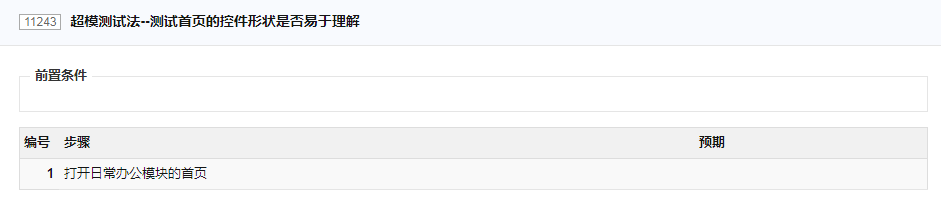 11243 超模测试法--测试首页的控件形状是否易于理解
前置条件
编号 步骤 预期
1 打开日常办公模块的首页